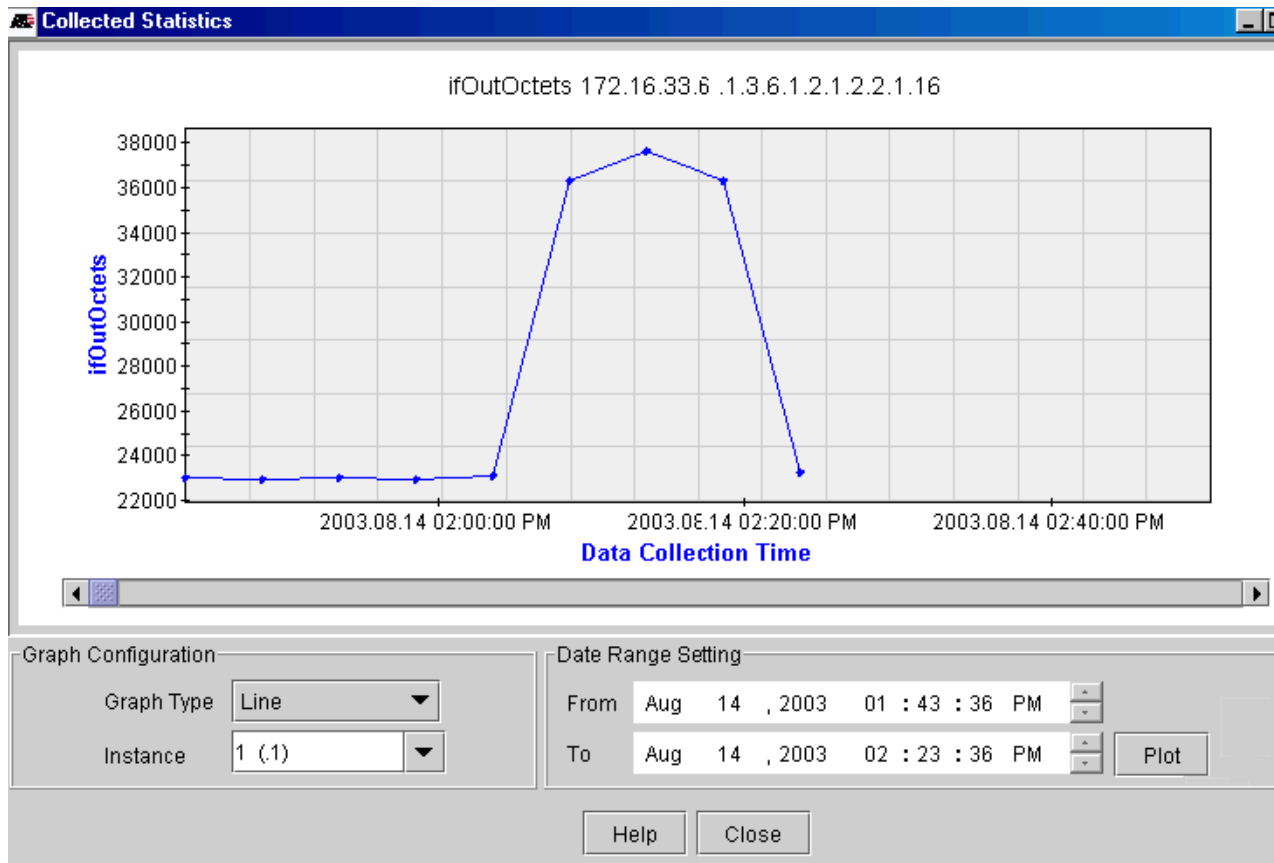 Collected Statistics
ifOutOctets 172.16.33.6 .1.3.6.1.2.1.2.2.1.16
38000
36000
34000
32000
30000
28000
26000
24000
22000
ifOutOctets
2003.08.14 02:00:00 PM
2003.08.14 02:20:00 PM
2003.08.14 02:40:00 PM
Data Collection Time
Graph Configuration
Graph Type Line
Instance 1 (.1)
Date Range Setting
From Aug 14 , 2003 01 : 43 : 36 PM
To Aug 14 , 2003 02 : 23 : 36 PM
Plot
Help Close